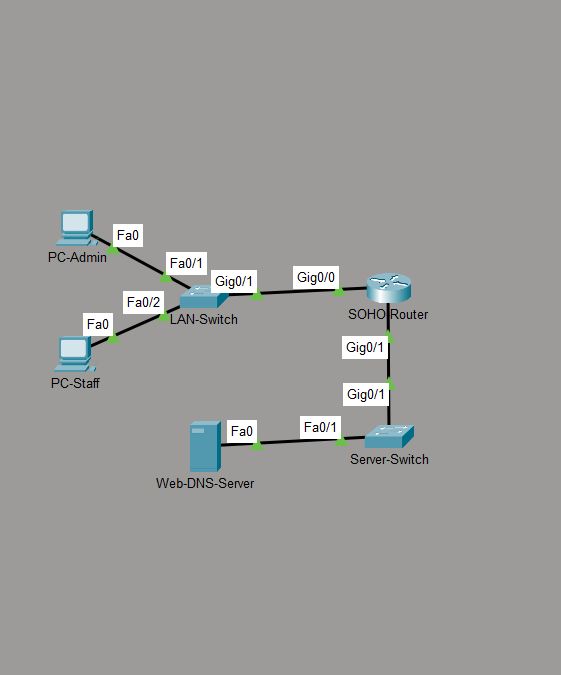 Fa0
PC-Admin
Fa0/1
Gig0/1
Gig0/0
Fa0/2
LAN-Switch
SOHO-Router
Fa0
PC-Staff
Gig0/1
Gig0/1
Fa0
Fa0/1
Server-Switch
Web-DNS-Server